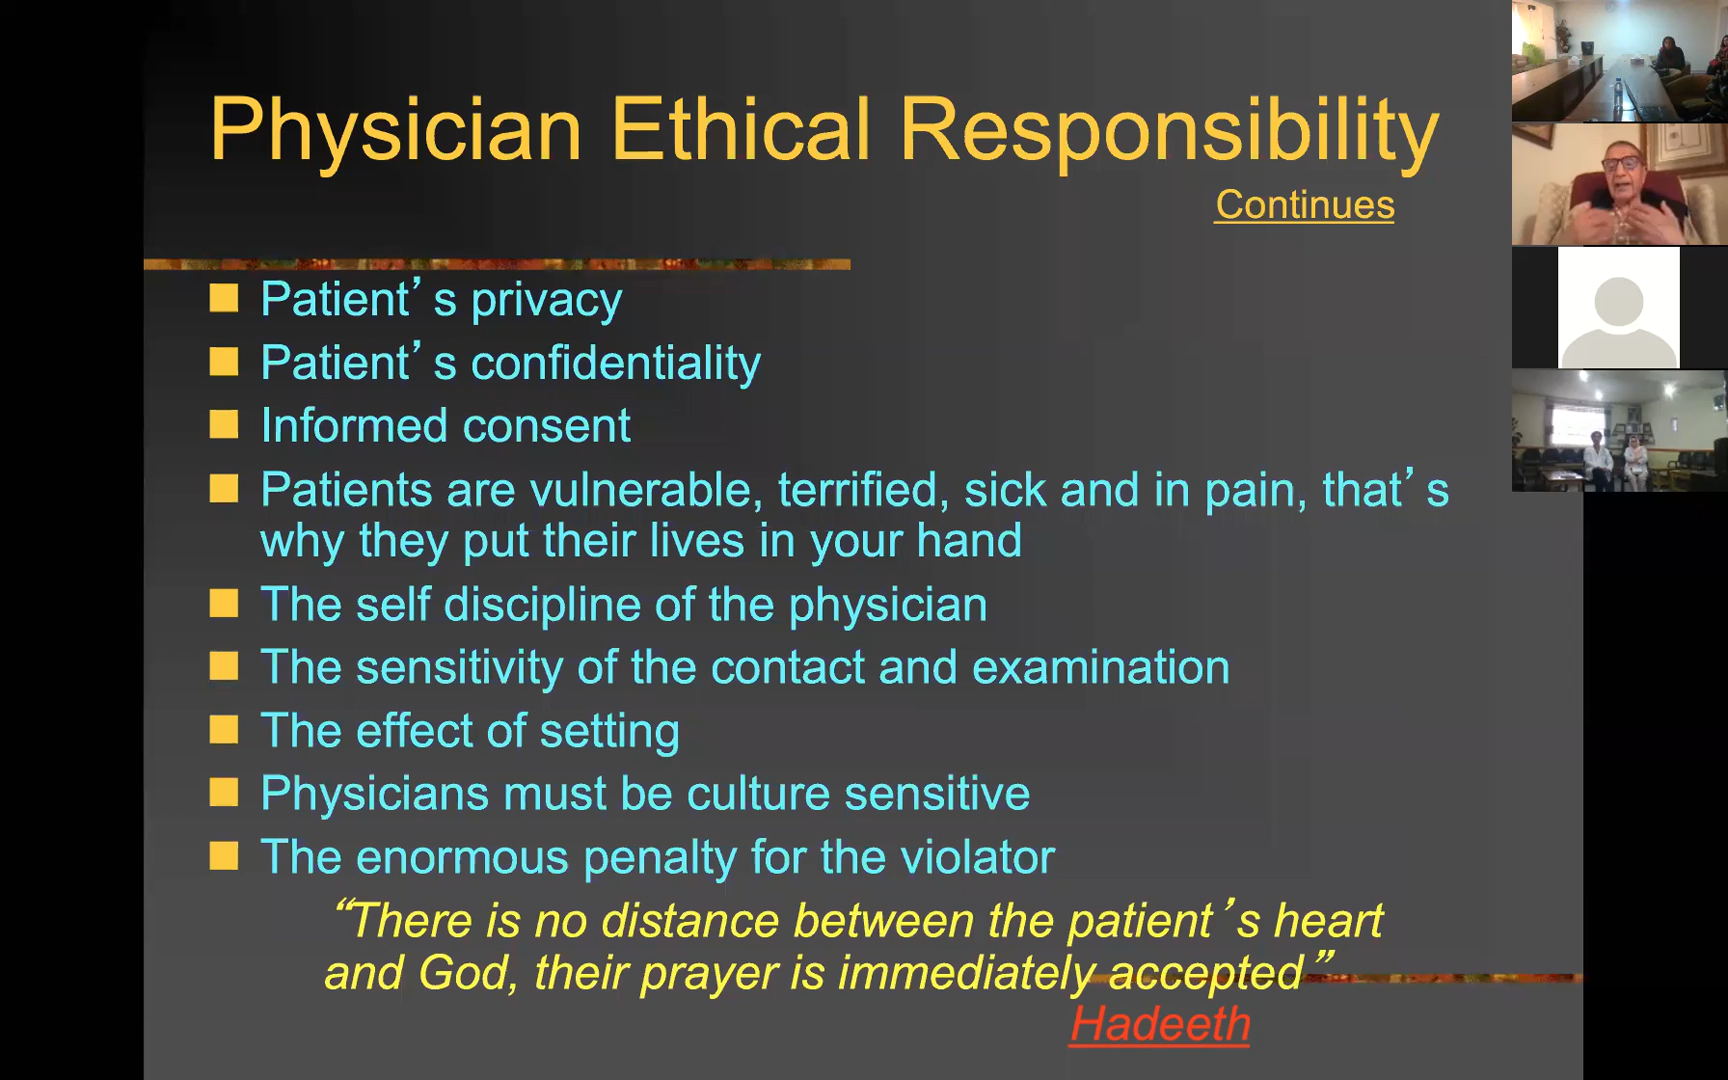 Physician Ethical Responsibility
Continues
Patient’s privacy
Patient’s confidentiality
Informed consent
Patients are vulnerable, terrified, sick and in pain, that’s
why they put their lives in your hand
The self discipline of the physician
The sensitivity of the contact and examination
The effect of setting
Physicians must be culture sensitive
The enormous penalty for the violator
“There is no distance between the patient’s heart
and God, their prayer is immediately accepted”
Hadeeth